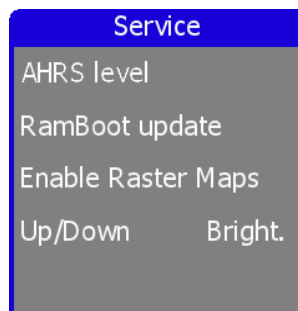 Service
AHRS level
RamBoot update
Enable Raster Maps
Up/Down Bright.